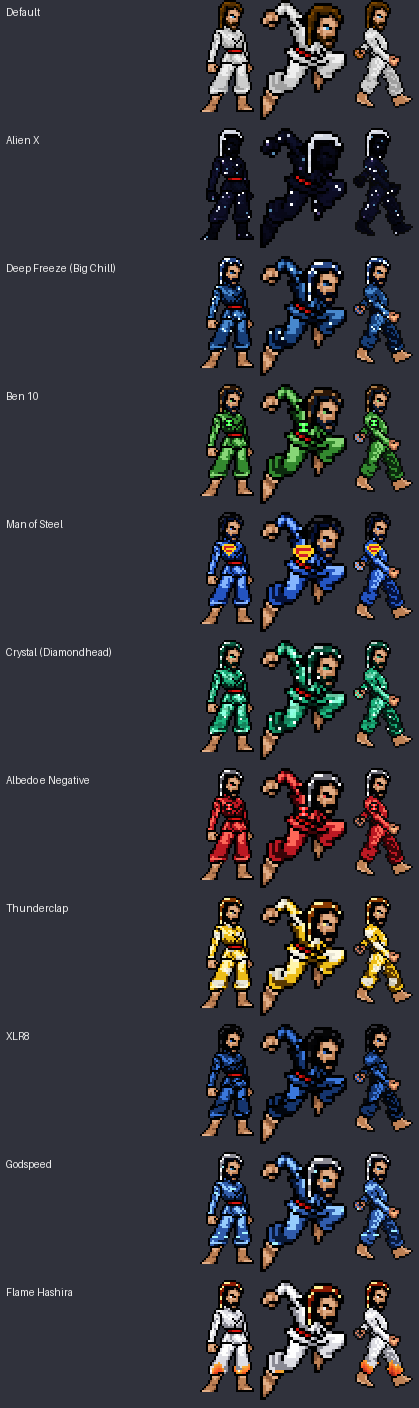 Default
Alien X
Deep Freeze (Big Chill)
Ben 10
Man of Steel
Crystal (Diamondhead)
Albedo e Negative
Thunderclap
XLR8
Godspeed
Flame Hashira